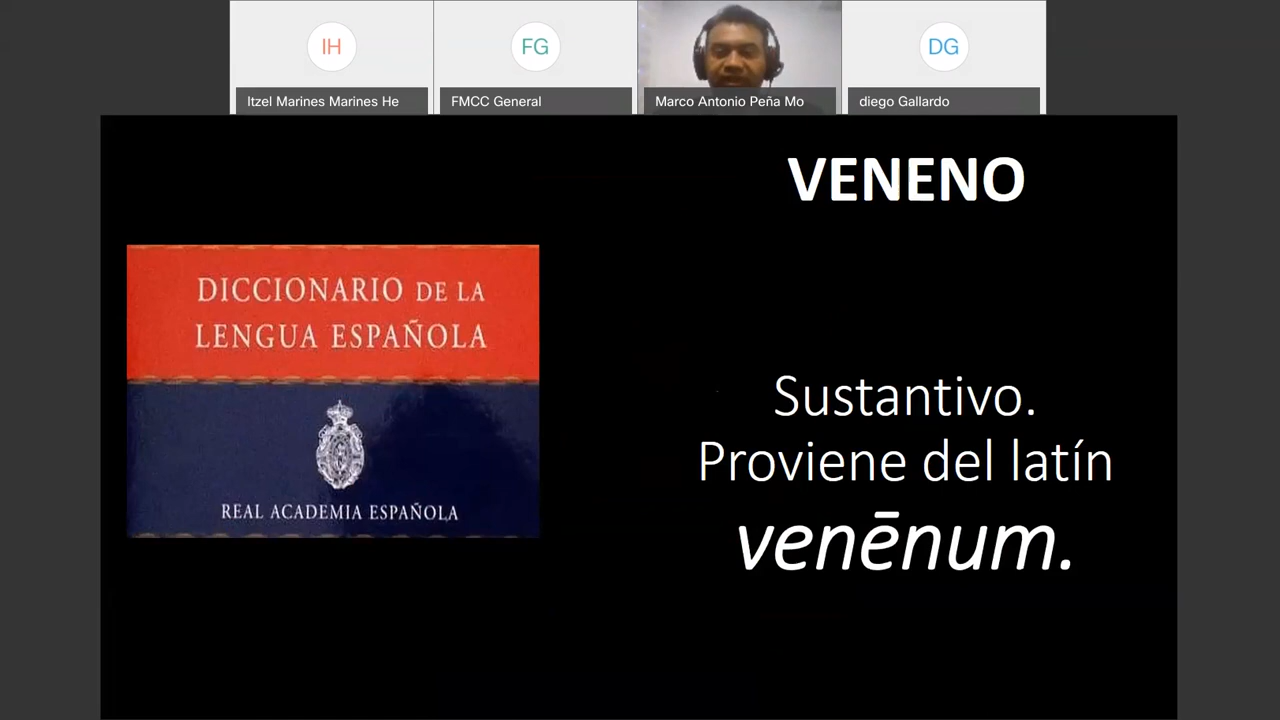 IH
FG
DG
Itzel Marines Marines He
FMCC General
Marco Antonio Peña Mo
diego Gallardo
VENENO
DICCIONARIO DE LA
LENGUA ESPAÑOLA
REAL ACADEMIA ESPAÑOLA
Sustantivo.
Proviene del latín
venēnum.